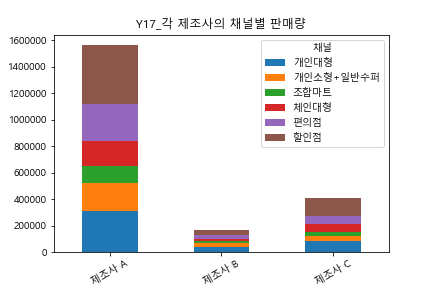 Y17_각 제조사의 채널별 판매량
1600000
1400000
1200000
1000000
800000
600000
400000
200000
0
채널
개인대형
개인소형+일반수퍼
조합마트
체인대형
편의점
할인점
제조사 A
제조사 B
제조사 C